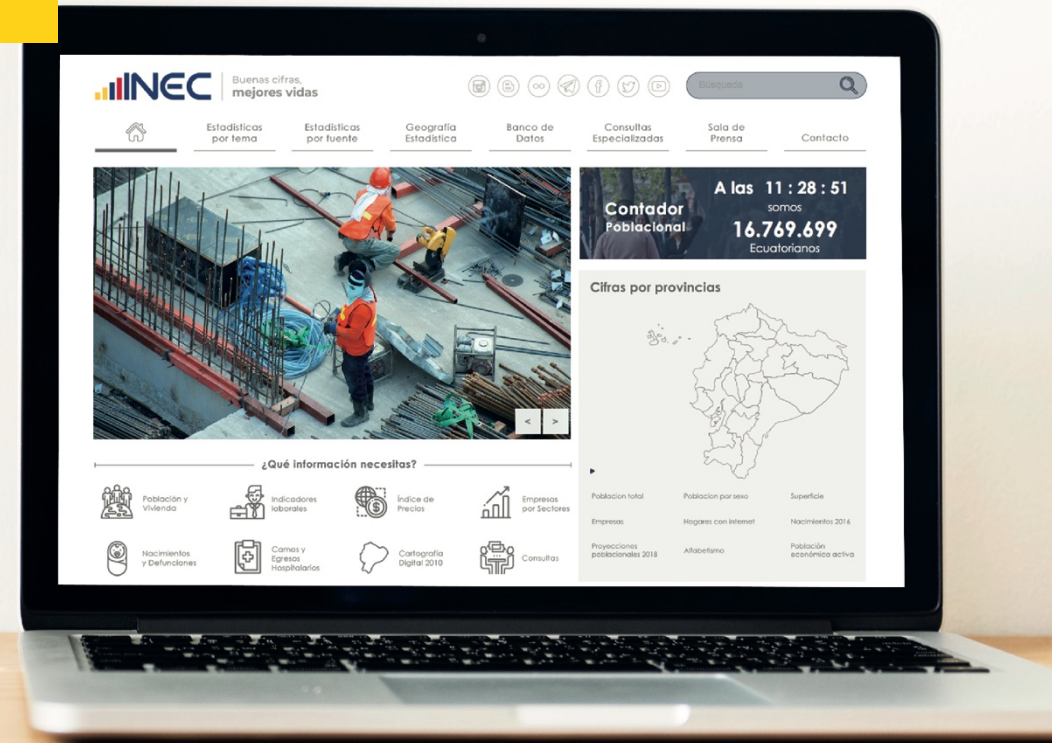 INEC
Buenas cifras,
mejores vidas
Búsqueda
Estadísticas
por tema
Estadísticas
por fuente
Geografía
Estadística
Banco de
Datos
Consultas
Especializadas
Sala de
Prensa
Contacto
Contador
Poblacional
A las 11 : 28 : 51
somos
16.769.699
Ecuatorianos
< >
Cifras por provincias
Poblacion total
Poblacion por sexo
Superficie
Empresas
Hogares con internet
Nacimientos 2016
Proyecciones
poblacionales 2018
Alfabetismo
Población
económica activa
¿Qué información necesitas?
Población y
Vivienda
Indicadores
laborales
Índice de
Precios
Empresas
por Sectores
Nacimientos
y Defunciones
Camas y
Egresos
Hospitalarios
Cartografía
Digital 2010
Consultas